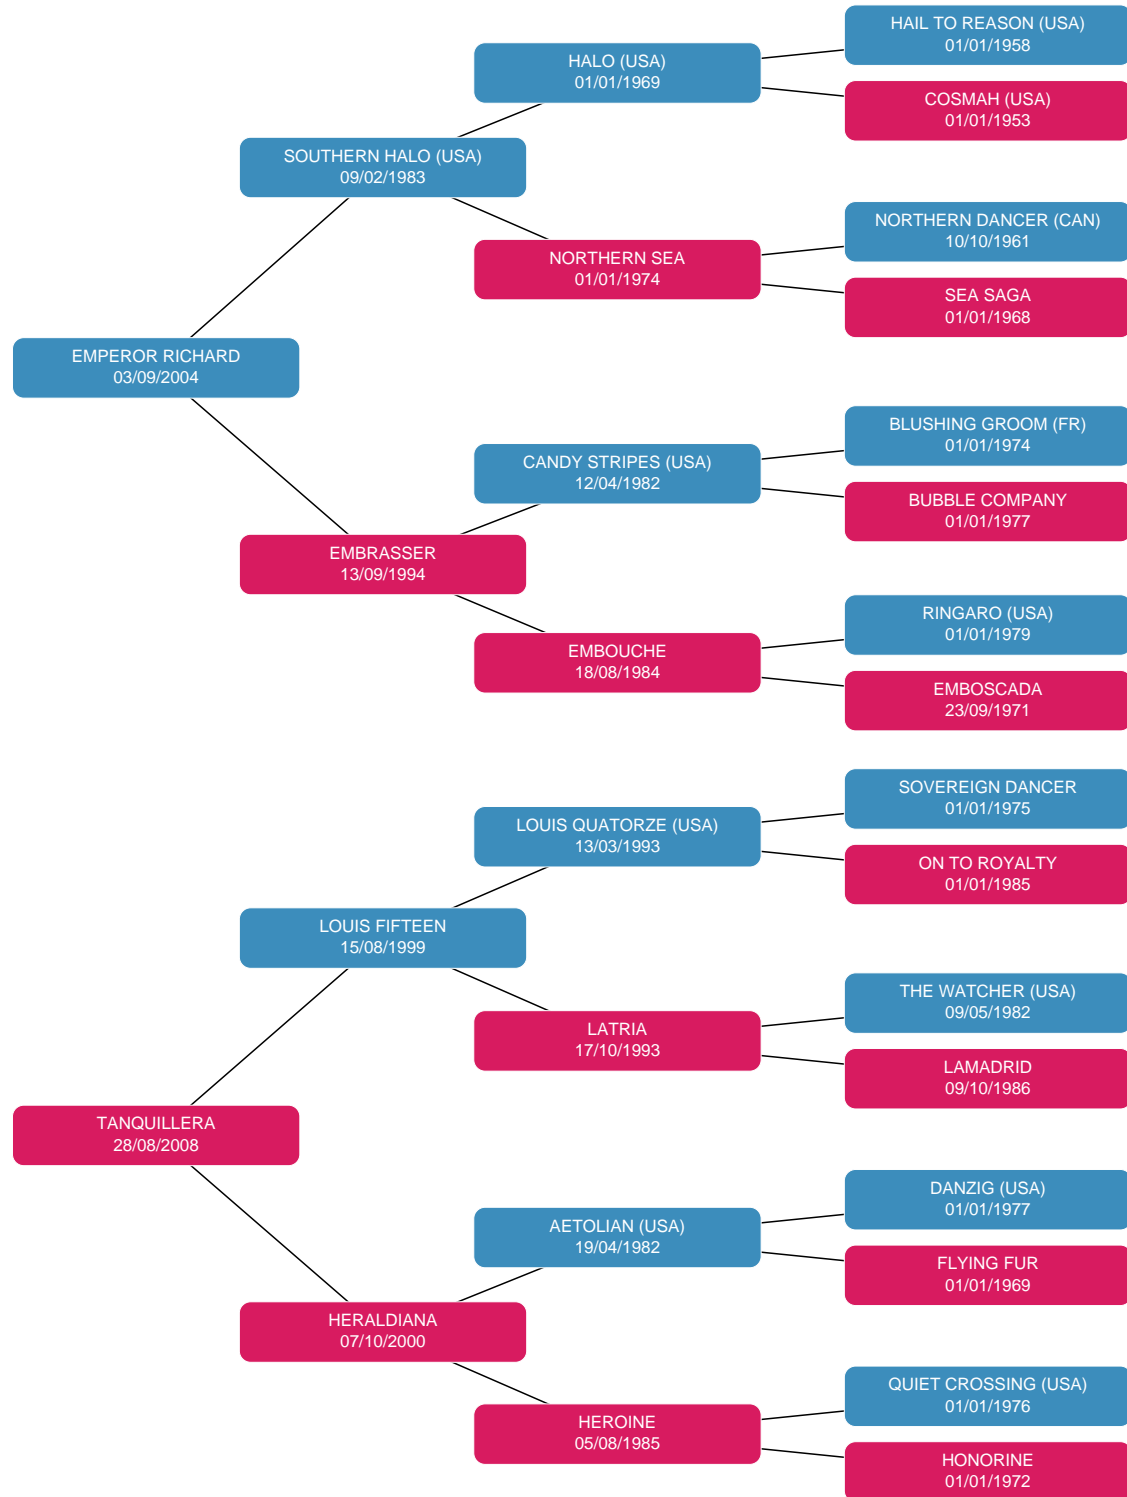 HAIL TO REASON (USA)
01/01/1958
HALO (USA)
01/01/1969
COSMAH (USA)
01/01/1953
SOUTHERN HALO (USA)
09/02/1983
NORTHERN DANCER (CAN)
10/10/1961
NORTHERN SEA
01/01/1974
SEA SAGA
01/01/1968
EMPEROR RICHARD
03/09/2004
BLUSHING GROOM (FR)
01/01/1974
CANDY STRIPES (USA)
12/04/1982
BUBBLE COMPANY
01/01/1977
EMBRASSER
13/09/1994
RINGARO (USA)
01/01/1979
EMBOUCHE
18/08/1984
EMBOSCADA
23/09/1971
SOVEREIGN DANCER
01/01/1975
LOUIS QUATORZE (USA)
13/03/1993
ON TO ROYALTY
01/01/1985
LOUIS FIFTEEN
15/08/1999
THE WATCHER (USA)
09/05/1982
LATRIA
17/10/1993
LAMADRID
09/10/1986
TANQUILLERA
28/08/2008
DANZIG (USA)
01/01/1977
AETOLIAN (USA)
19/04/1982
FLYING FUR
01/01/1969
HERALDIANA
07/10/2000
QUIET CROSSING (USA)
01/01/1976
HEROINE
05/08/1985
HONORINE
01/01/1972